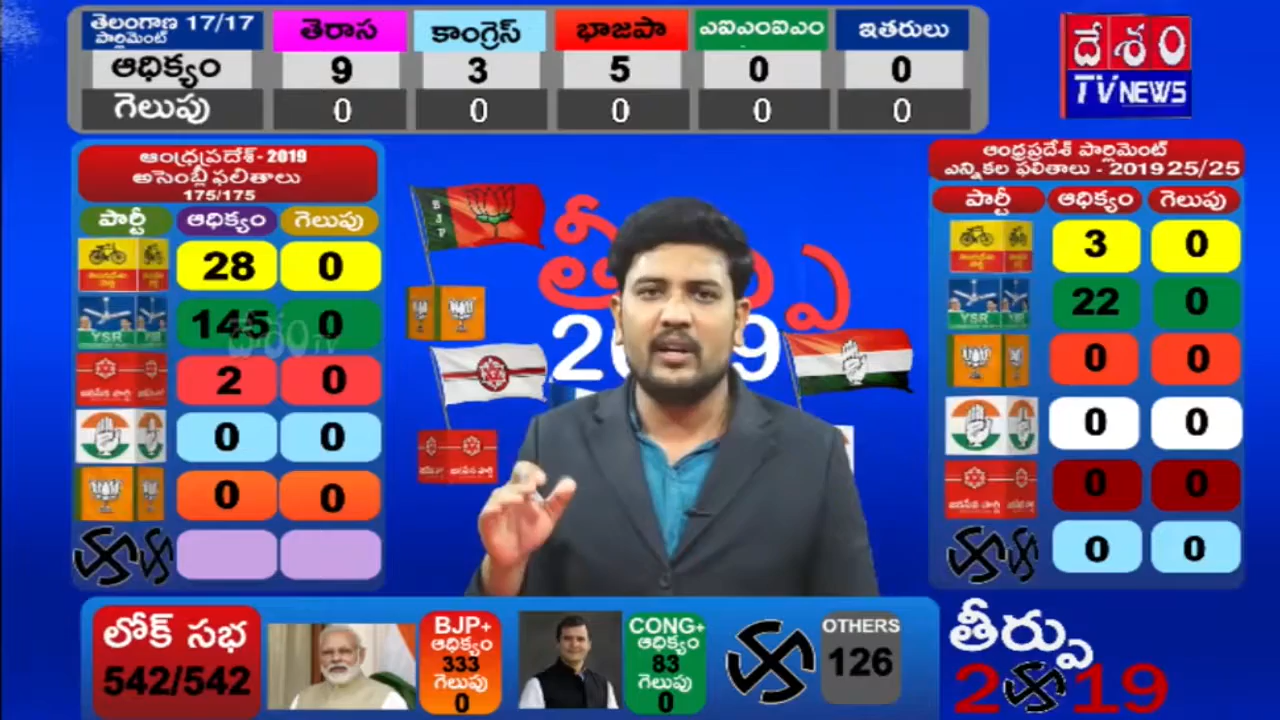 తెలంగాణ 17/17
పార్లమెంట్
తెరాస
కాంగ్రెస్
భాజపా
ఎఐఎంఐఎం
ఇతరులు
ఆధిక్యం
9
3
5
0
0
గెలుపు
0
0
0
0
0
దేశం
TV NEWS
ఆంధ్రప్రదేశ్- 2019
అసెంబ్లీ ఫలితాలు
175/175
పార్టీ
ఆధిక్యం
గెలుపు
28
0
YSR
145
0
2
0
0
0
0
0
BJP
2019
ఆంధ్రప్రదేశ్ పార్లిమెంట్
ఎన్నికల ఫలితాలు - 2019 25/25
పార్టీ
ఆధిక్యం
గెలుపు
3
0
YSR
22
0
0
0
0
0
జనసేన పార్టీ
0
0
0
0
లోక్ సభ
542/542
BJP+
ఆధిక్యం
333
గెలుపు
0
CONG+
ఆధిక్యం
83
గెలుపు
0
OTHERS
126
తీర్పు
2019